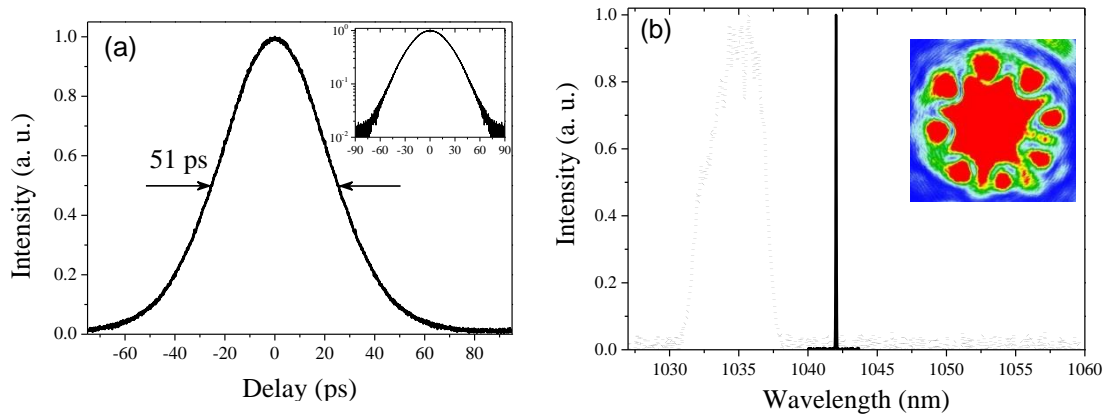 (a)
Intensity (a. u.)
1.0
0.8
0.6
0.4
0.2
0.0
51 ps
10^0
10^-1
10^-2
-90 -60 -30 0 30 60 90
-60 -40 -20 0 20 40 60 80
Delay (ps)
(b)
Intensity (a. u.)
1.0
0.8
0.6
0.4
0.2
0.0
1030 1035 1040 1045 1050 1055 1060
Wavelength (nm)